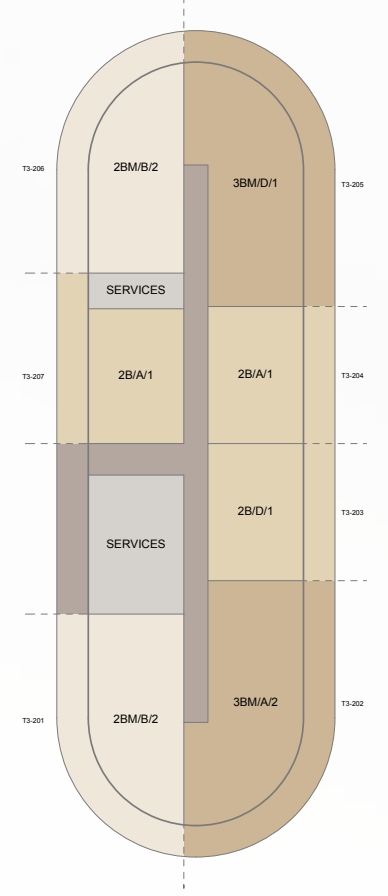 T3-206
2BM/B/2
3BM/D/1
T3-205
SERVICES
T3-207
2B/A/1
2B/A/1
T3-204
2B/D/1
T3-203
SERVICES
T3-201
2BM/B/2
3BM/A/2
T3-202